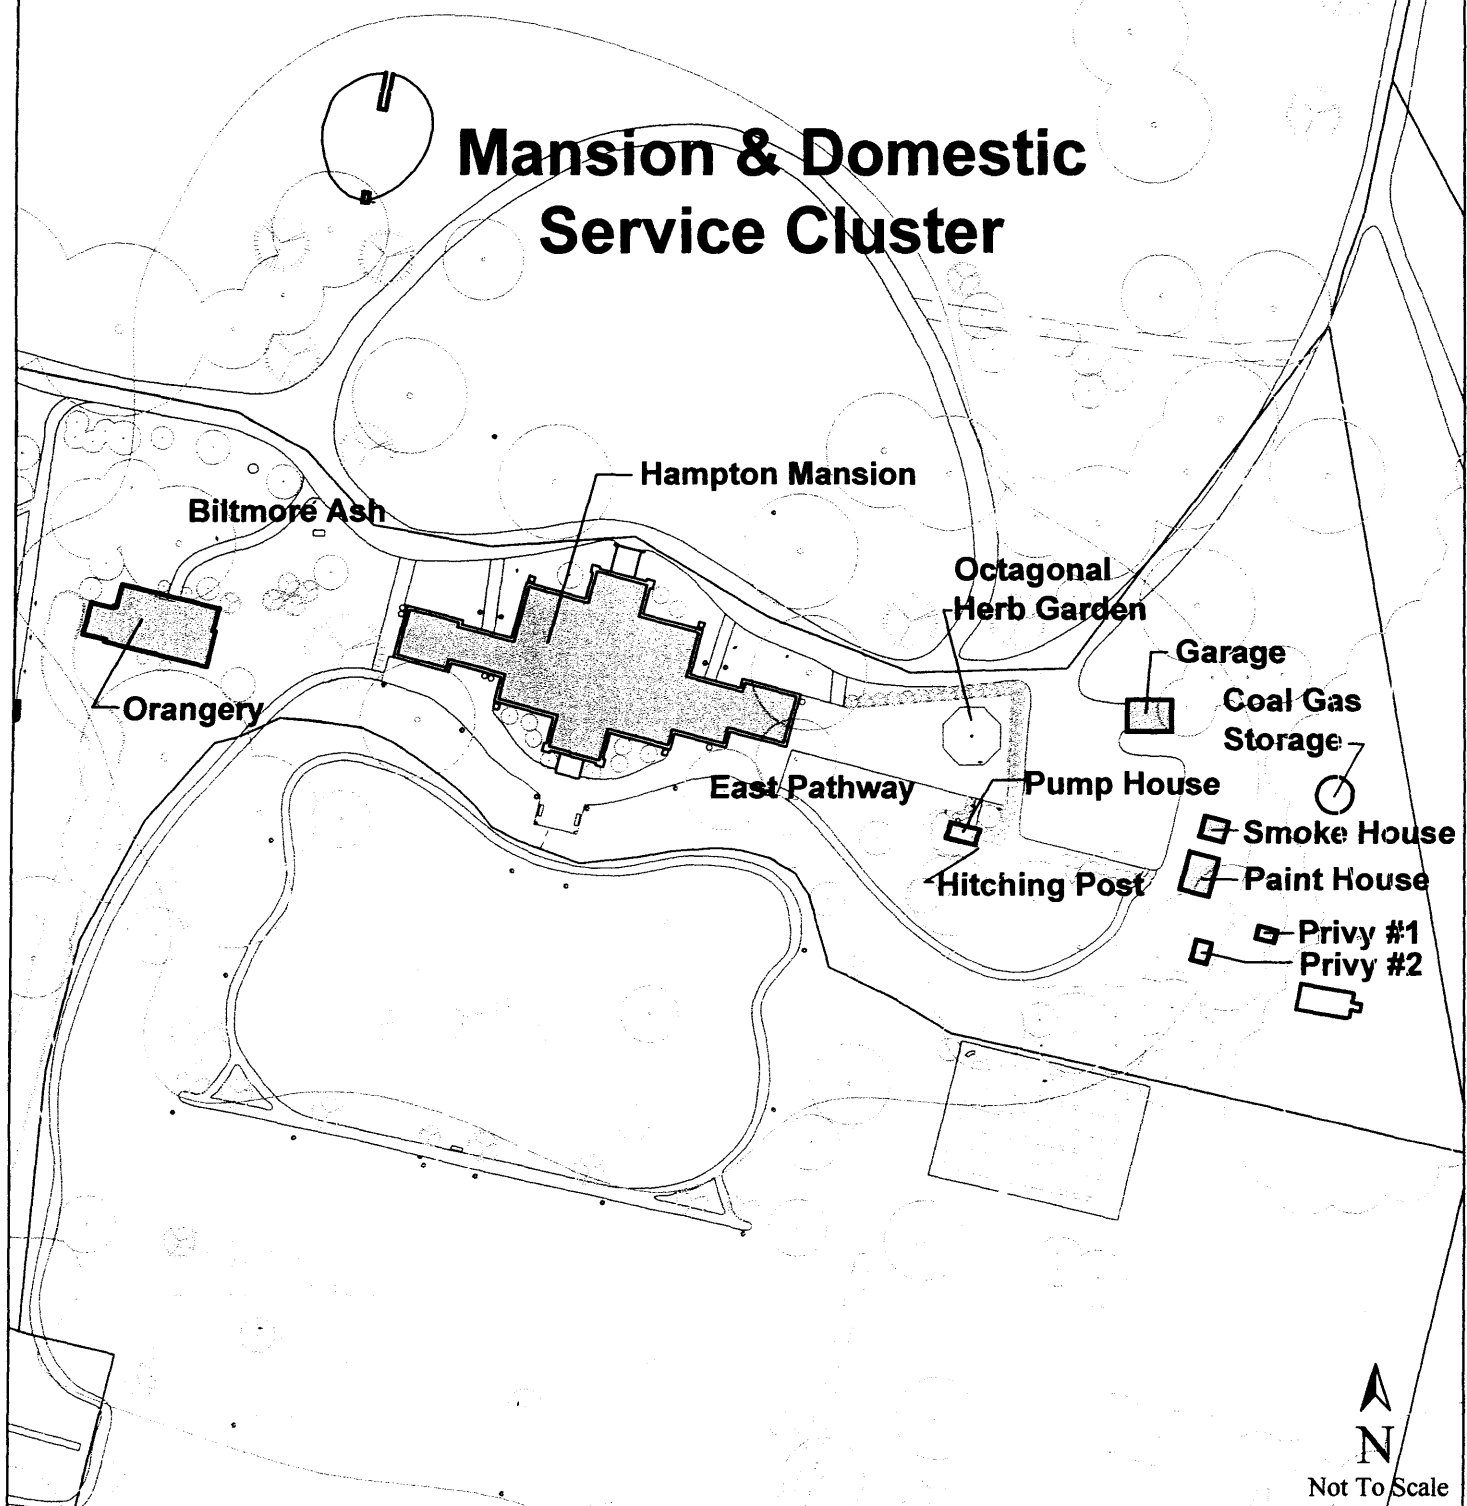 Mansion & Domestic
Service Cluster
Hampton Mansion
Biltmore Ash
Octagonal
Herb Garden
Garage
Orangery
Coal Gas
Storage
East Pathway
Pump House
Smoke House
Hitching Post
Paint House
Privy #1
Privy #2
N
Not To Scale